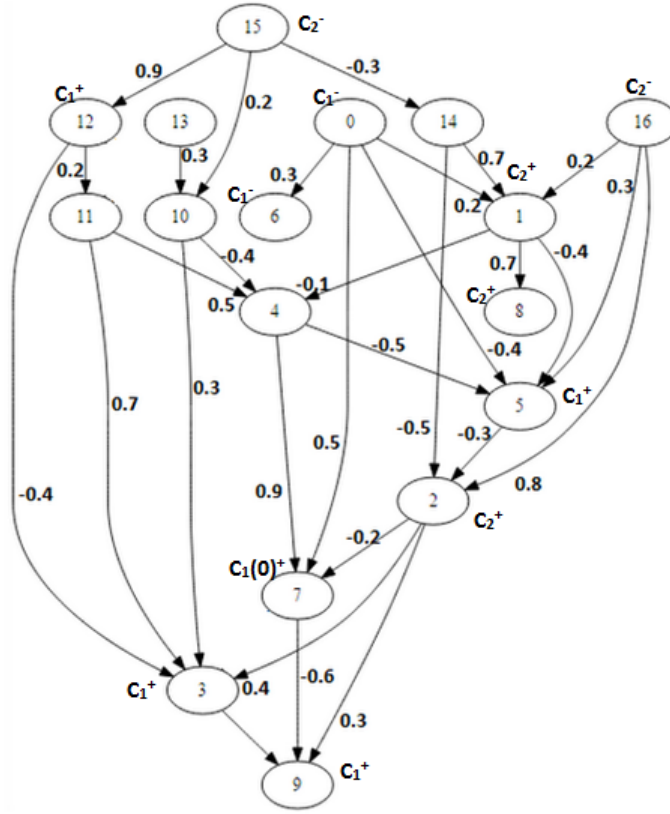 15 C₂⁻
0.9 -0.3
C₁⁺ 0.2 C₁⁻ C₂⁻
12 13 0 14 16
0.2 0.3 0.3 0.7 0.2
C₁⁻ C₂⁺ 0.3
11 10 6 0.2 1
-0.4 -0.4
0.5 -0.1 0.7
4 C₂⁺ 8
-0.5 -0.4
0.7 0.3 5 C₁⁺
-0.5 -0.3
0.5
-0.4 0.9 0.8
2 C₂⁺
-0.2
C₁(0)⁺
7
C₁⁺ 3 0.4 -0.6
0.3
9 C₁⁺